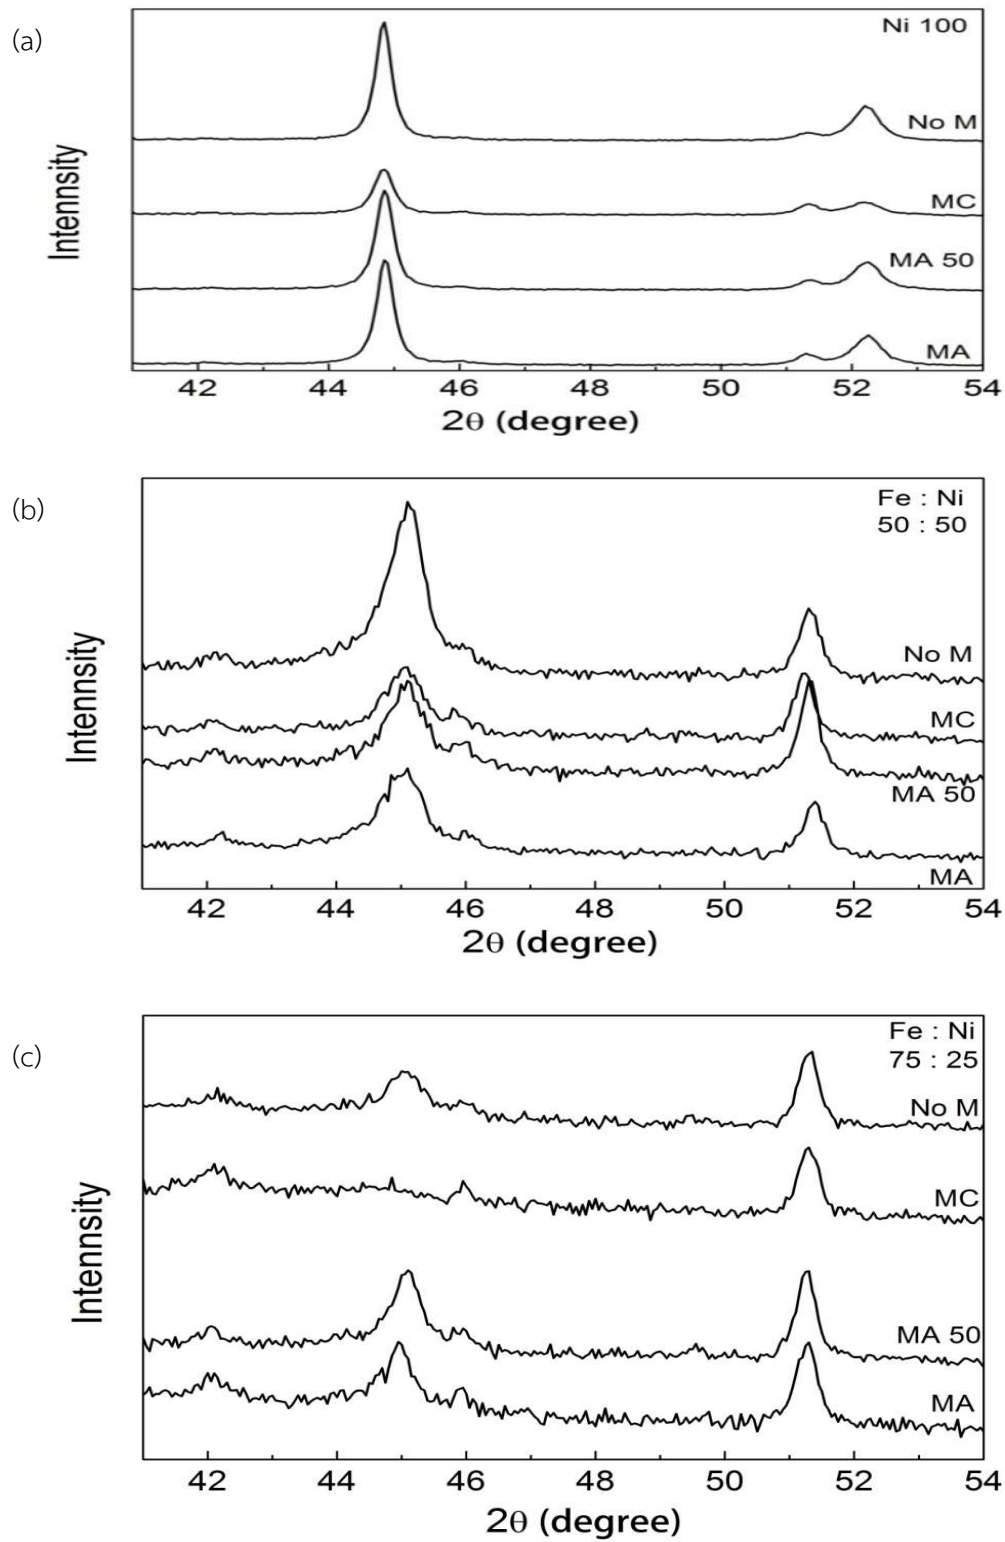 (a)
Ni 100
No M
MC
MA 50
MA
Intennsity
42 44 46 48 50 52 54
2θ (degree)
(b)
Fe : Ni
50 : 50
No M
MC
MA 50
MA
Intennsity
42 44 46 48 50 52 54
2θ (degree)
(c)
Fe : Ni
75 : 25
No M
MC
MA 50
MA
Intennsity
42 44 46 48 50 52 54
2θ (degree)